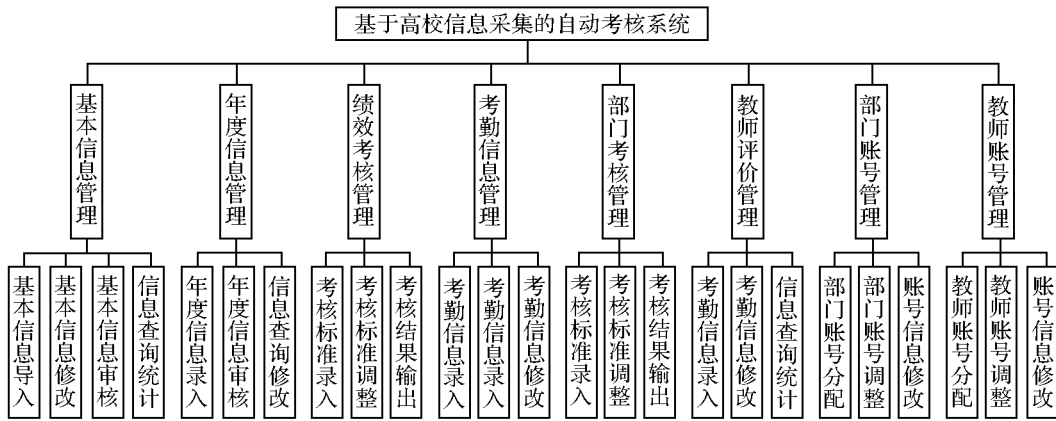 基于高校信息采集的自动考核系统
基本信息管理
年度信息管理
绩效考核管理
考勤信息管理
部门考核管理
教师评价管理
部门账号管理
教师账号管理
基本信息导入
基本信息修改
基本信息审核
信息查询统计
年度信息录入
年度信息审核
信息查询修改
考核标准录入
考核标准调整
考核结果输出
考勤信息录入
考勤信息录入
考勤信息修改
考核标准录入
考核标准调整
考核结果输出
考勤信息录入
考勤信息修改
信息查询统计
部门账号分配
部门账号调整
账号信息修改
教师账号分配
教师账号调整
账号信息修改